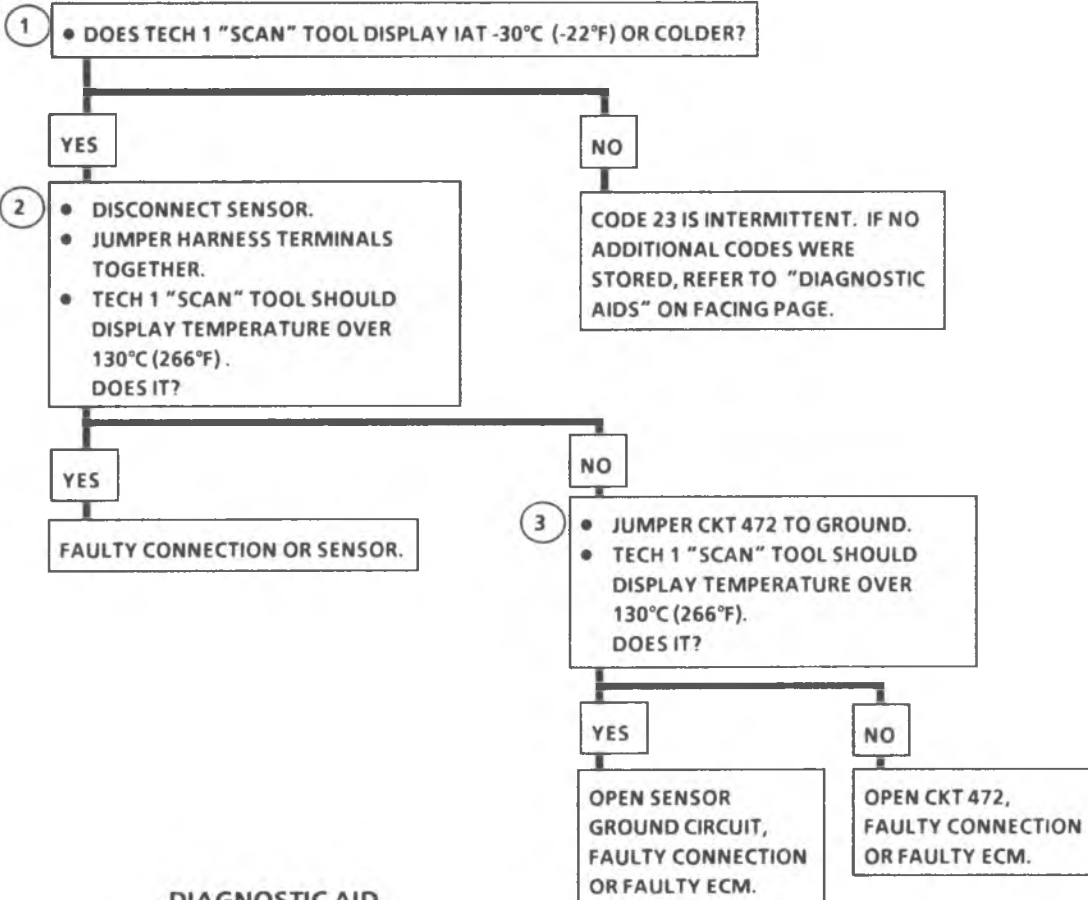 1
● DOES TECH 1 "SCAN" TOOL DISPLAY IAT -30°C (-22°F) OR COLDER?
YES
NO
2
● DISCONNECT SENSOR.
● JUMPER HARNESS TERMINALS
TOGETHER.
● TECH 1 "SCAN" TOOL SHOULD
DISPLAY TEMPERATURE OVER
130°C (266°F).
DOES IT?
CODE 23 IS INTERMITTENT. IF NO
ADDITIONAL CODES WERE
STORED, REFER TO "DIAGNOSTIC
AIDS" ON FACING PAGE.
YES
NO
FAULTY CONNECTION OR SENSOR.
3
● JUMPER CKT 472 TO GROUND.
● TECH 1 "SCAN" TOOL SHOULD
DISPLAY TEMPERATURE OVER
130°C (266°F).
DOES IT?
YES
NO
OPEN SENSOR
GROUND CIRCUIT,
FAULTY CONNECTION
OR FAULTY ECM.
OPEN CKT 472,
FAULTY CONNECTION
OR FAULTY ECM.
DIAGNOSTIC AID